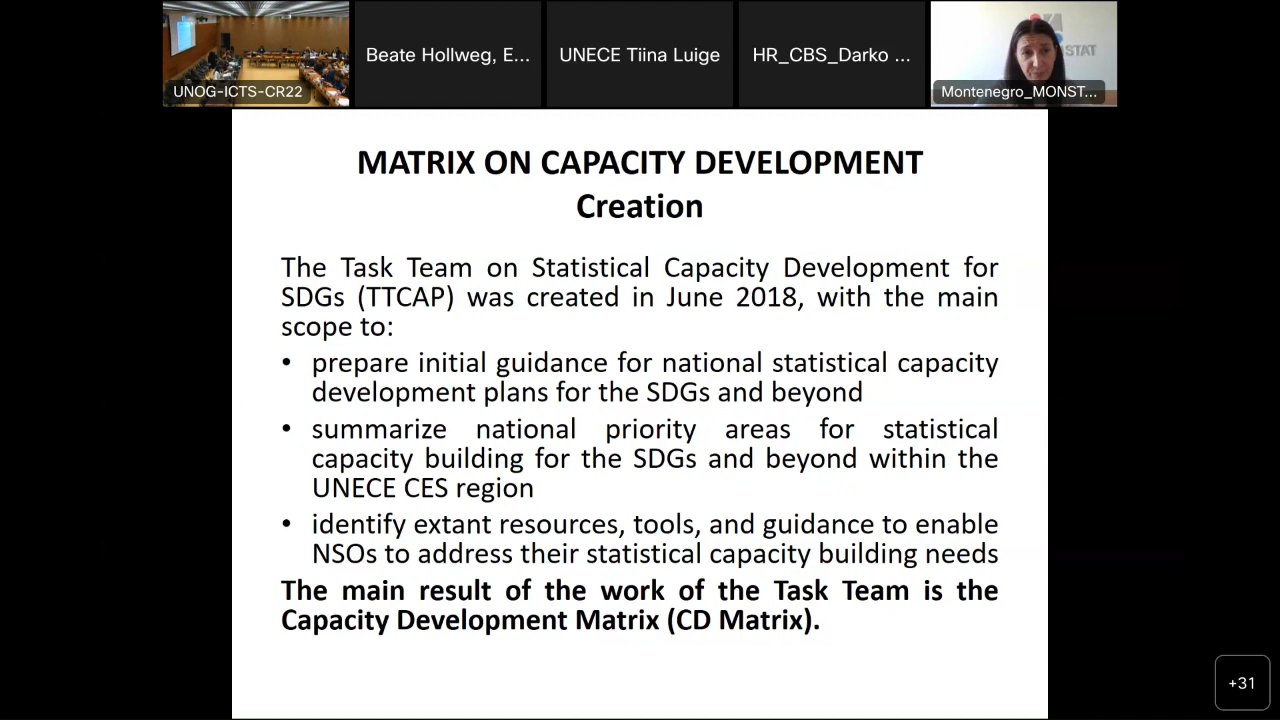 Beate Hollweg, E...
UNECE Tiina Luige
HR_CBS_Darko ...
STAT
UNOG-ICTS-CR22
Montenegro_MONST...
MATRIX ON CAPACITY DEVELOPMENT
Creation
The Task Team on Statistical Capacity Development for
SDGs (TTCAP) was created in June 2018, with the main
scope to:
• prepare initial guidance for national statistical capacity
development plans for the SDGs and beyond
• summarize national priority areas for statistical
capacity building for the SDGs and beyond within the
UNECE CES region
• identify extant resources, tools, and guidance to enable
NSOs to address their statistical capacity building needs
The main result of the work of the Task Team is the
Capacity Development Matrix (CD Matrix).
+31